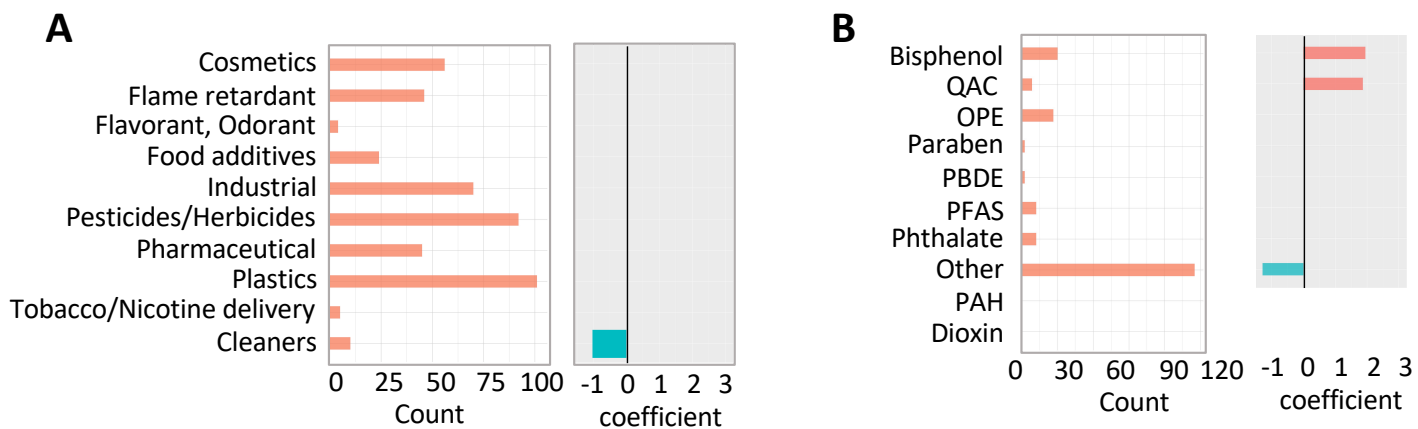 A
Cosmetics
Flame retardant
Flavorant, Odorant
Food additives
Industrial
Pesticides/Herbicides
Pharmaceutical
Plastics
Tobacco/Nicotine delivery
Cleaners
0 25 50 75 100
Count
-1 0 1 2 3
coefficient
B
Bisphenol
QAC
OPE
Paraben
PBDE
PFAS
Phthalate
Other
PAH
Dioxin
0 30 60 90 120
Count
-1 0 1 2 3
coefficient